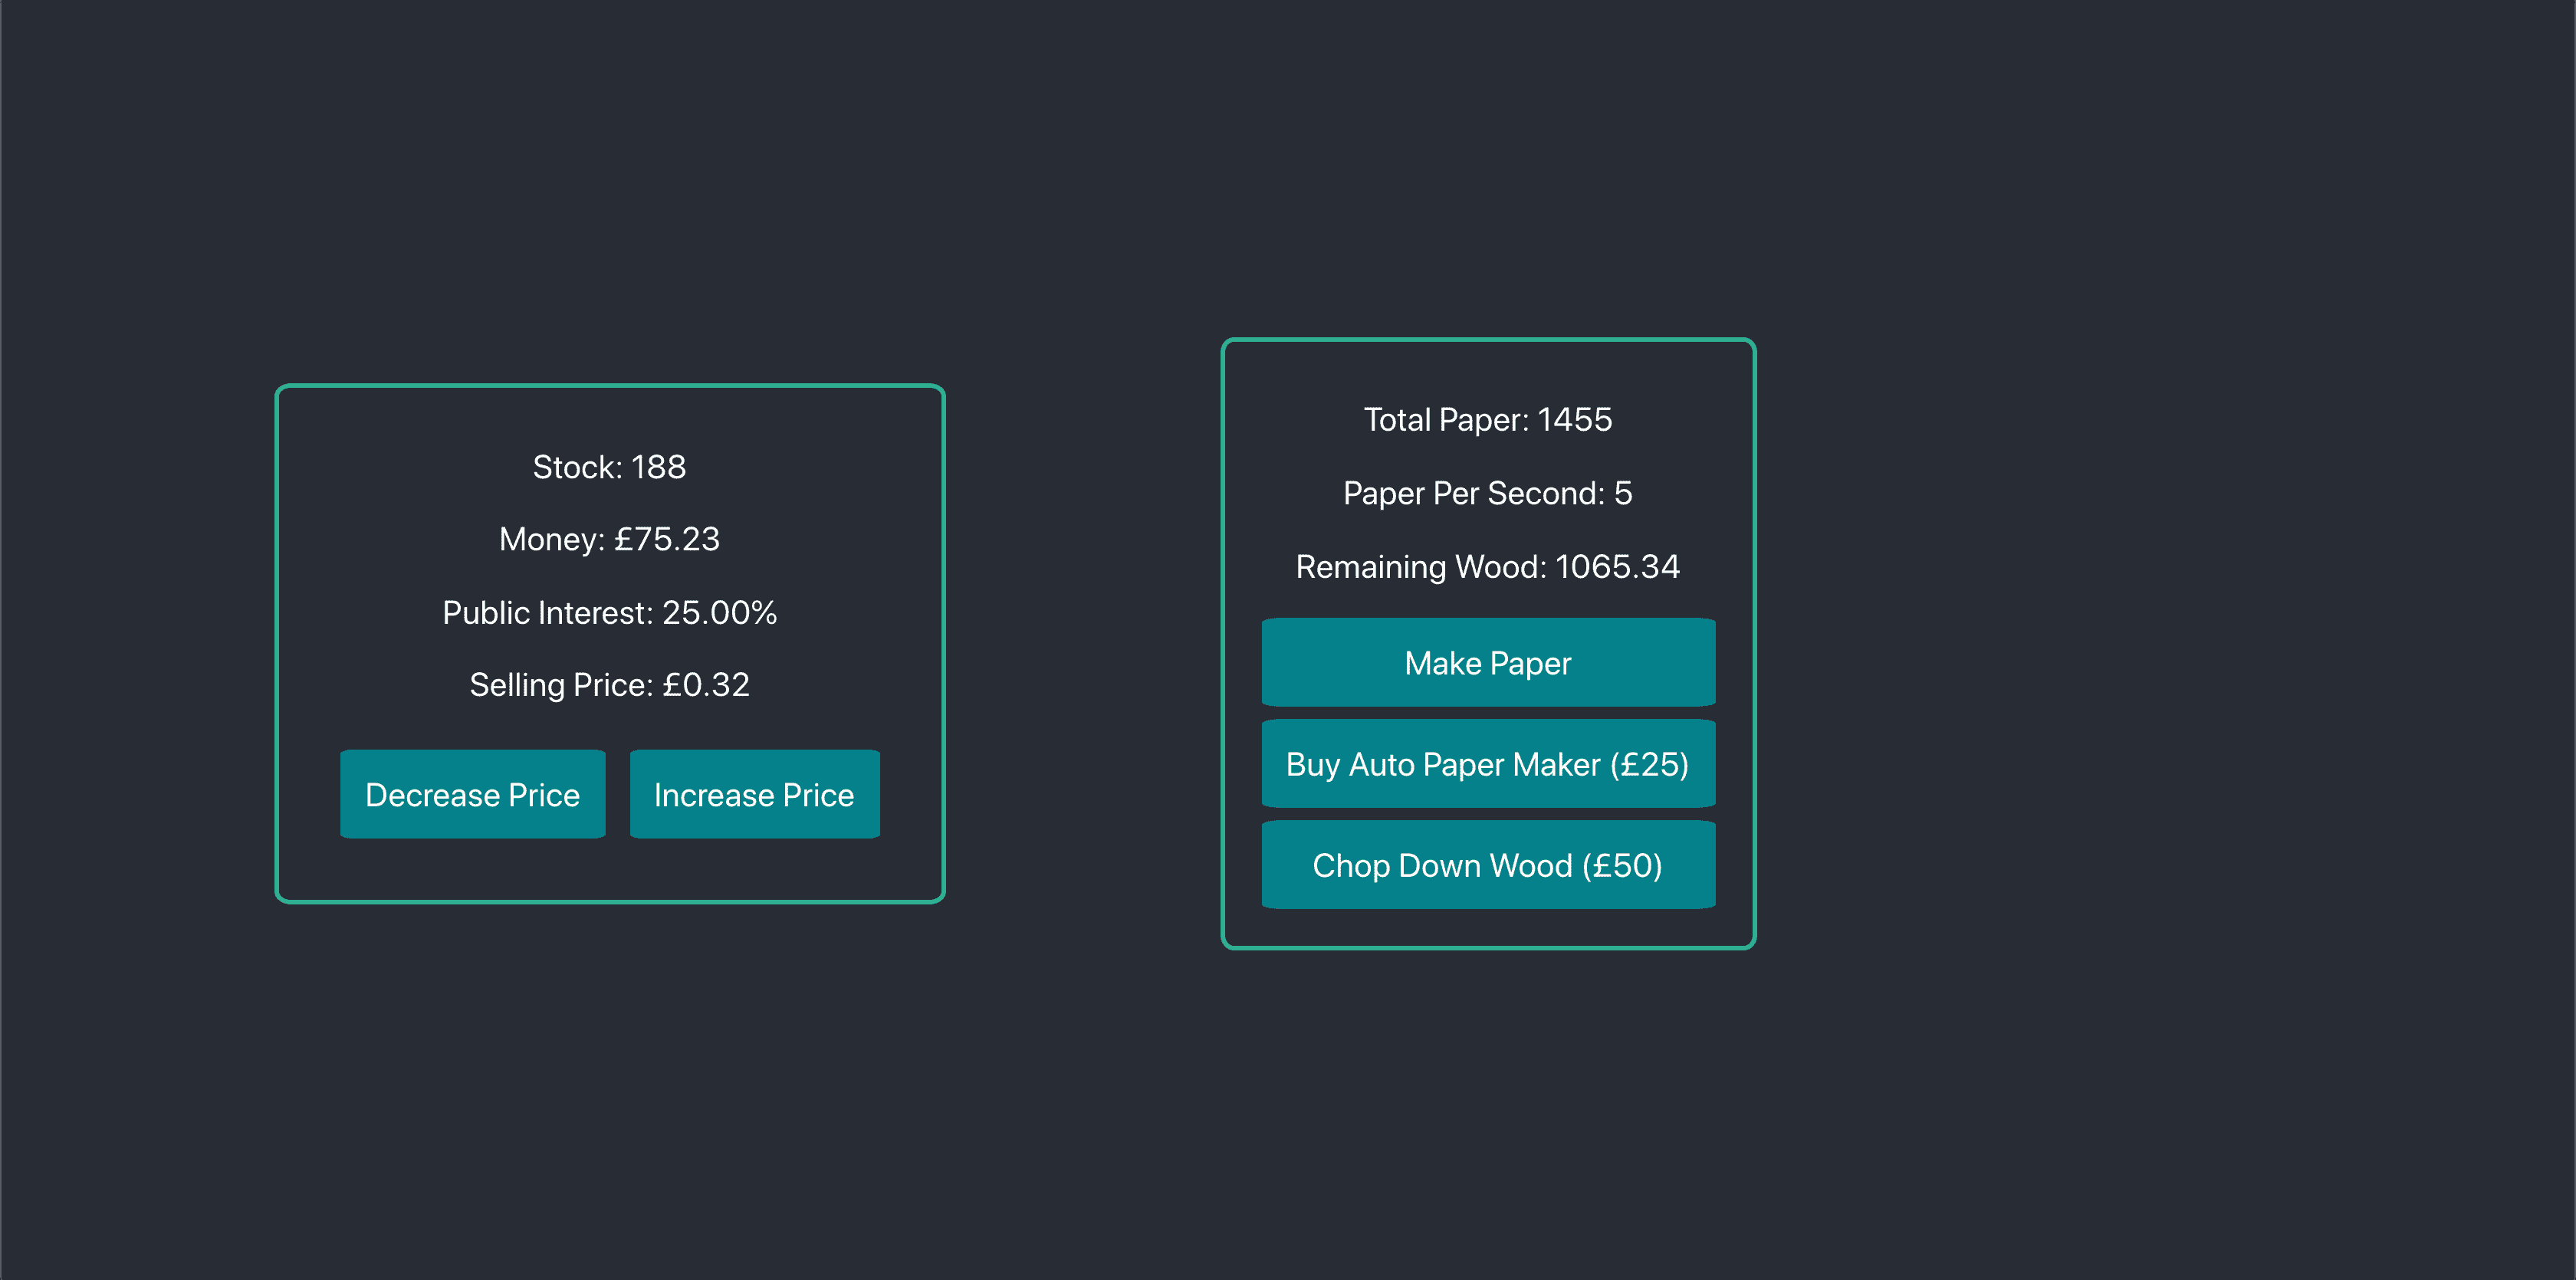 Stock: 188
Money: £75.23
Public Interest: 25.00%
Selling Price: £0.32
Decrease Price
Increase Price
Total Paper: 1455
Paper Per Second: 5
Remaining Wood: 1065.34
Make Paper
Buy Auto Paper Maker (£25)
Chop Down Wood (£50)